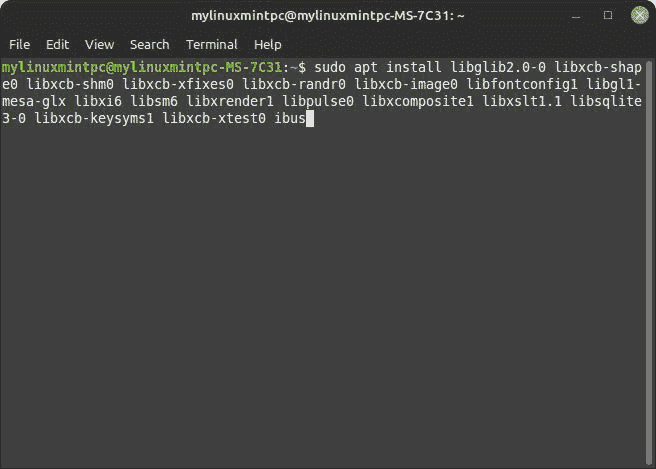 mylinuxmintpc@mylinuxmintpc-MS-7C31: ~
File Edit View Search Terminal Help
mylinuxmintpc@mylinuxmintpc-MS-7C31:~$ sudo apt install libglib2.0-0 libxcb-shap
e0 libxcb-shm0 libxcb-xfixes0 libxcb-randr0 libxcb-image0 libfontconfig1 libgl1-
mesa-glx libxi6 libsm6 libxrender1 libpulse0 libxcomposite1 libxslt1.1 libsqlite
3-0 libxcb-keysyms1 libxcb-xtest0 ibus